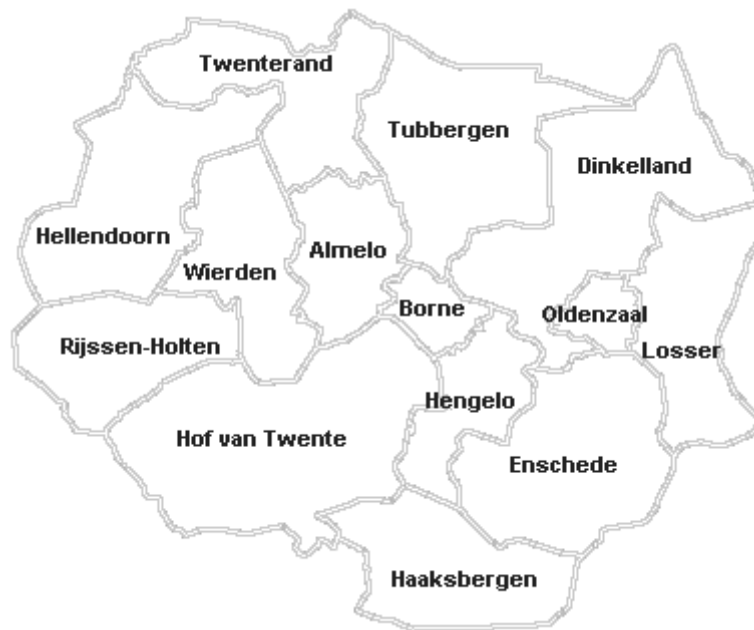 Twenterand
Tubbergen
Dinkelland
Hellendoorn
Almelo
Wierden
Borne
Oldenzaal
Rijssen-Holten
Losser
Hengelo
Hof van Twente
Enschede
Haaksbergen